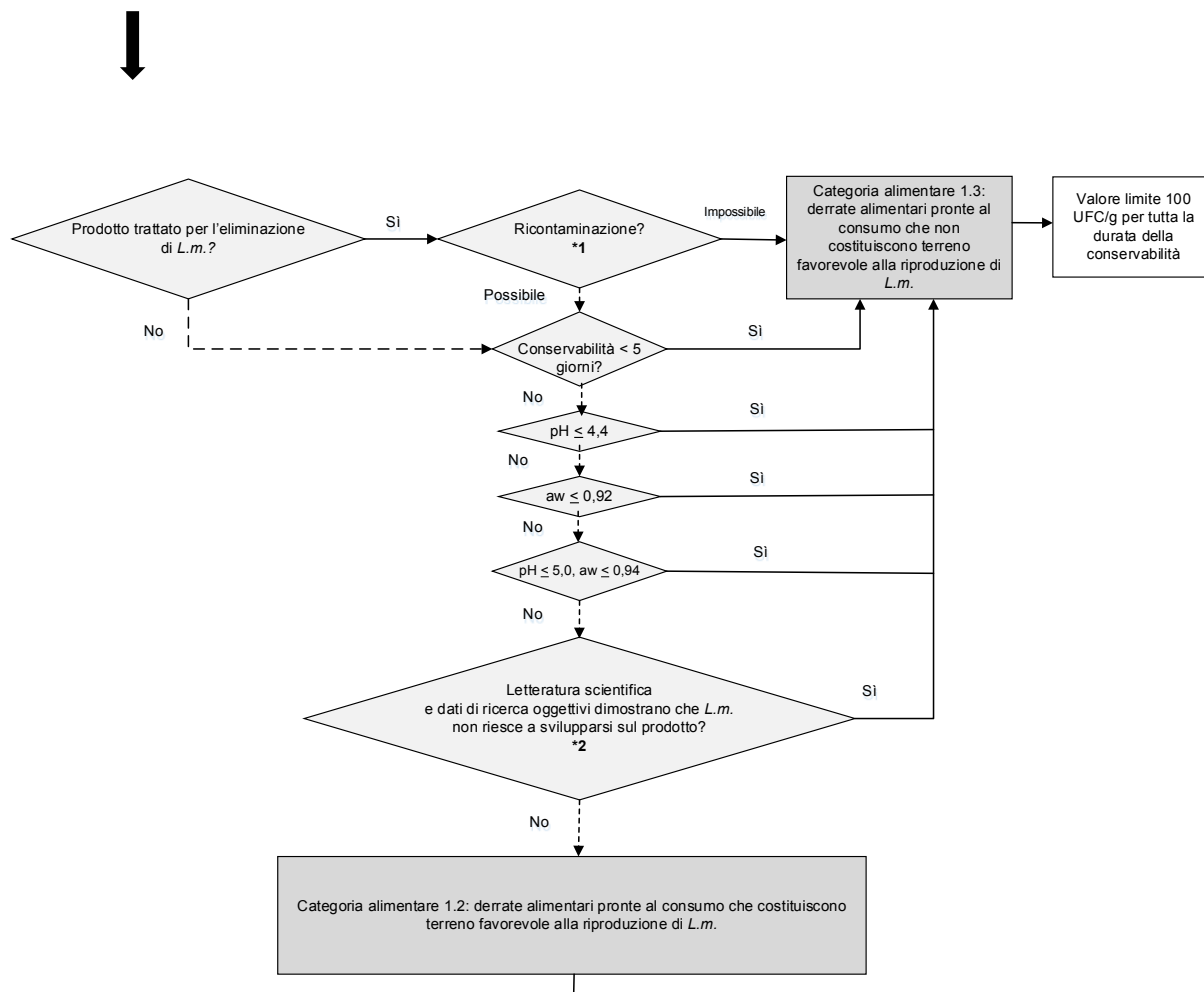 Prodotto trattato per l’eliminazione
di L.m.?
Sì
No
Ricontaminazione?
*1
Impossibile
Possibile
Categoria alimentare 1.3:
derrate alimentari pronte al
consumo che non
costituiscono terreno
favorevole alla riproduzione di
L.m.
Valore limite 100
UFC/g per tutta la
durata della
conservabilità
Conservabilità < 5
giorni?
Sì
No
pH ≤ 4,4
Sì
No
aw ≤ 0,92
Sì
No
pH ≤ 5,0, aw ≤ 0,94
Sì
No
Letteratura scientifica
e dati di ricerca oggettivi dimostrano che L.m.
non riesce a svilupparsi sul prodotto?
*2
Sì
No
Categoria alimentare 1.2: derrate alimentari pronte al consumo che costituiscono
terreno favorevole alla riproduzione di L.m.